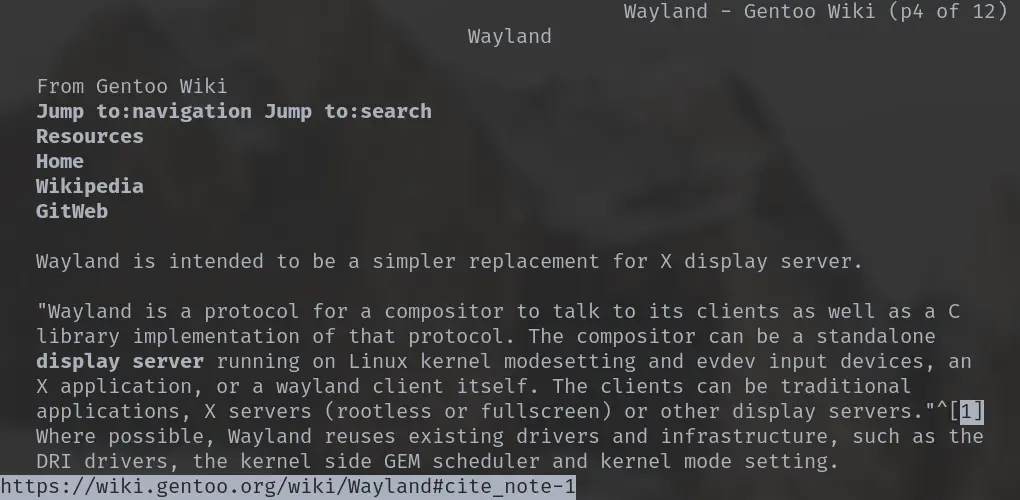 Wayland - Gentoo Wiki (p4 of 12)
Wayland
From Gentoo Wiki
Jump to:navigation Jump to:search
Resources
Home
Wikipedia
GitWeb
Wayland is intended to be a simpler replacement for X display server.
"Wayland is a protocol for a compositor to talk to its clients as well as a C
library implementation of that protocol. The compositor can be a standalone
display server running on Linux kernel modesetting and evdev input devices, an
X application, or a wayland client itself. The clients can be traditional
applications, X servers (rootless or fullscreen) or other display servers."^[1]
Where possible, Wayland reuses existing drivers and infrastructure, such as the
DRI drivers, the kernel side GEM scheduler and kernel mode setting.
https://wiki.gentoo.org/wiki/Wayland#cite_note-1